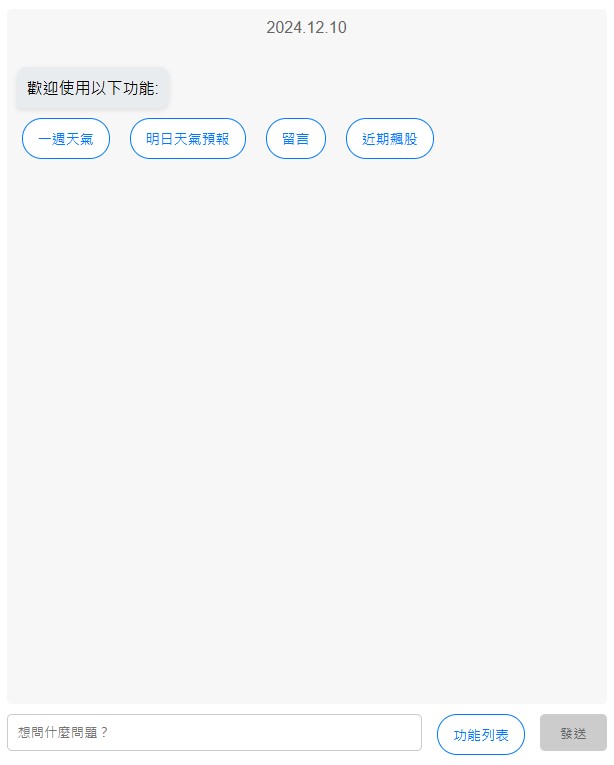 2024.12.10
歡迎使用以下功能:
一週天氣 明日天氣預報 留言 近期飆股
想問什麼問題？ 功能列表 發送